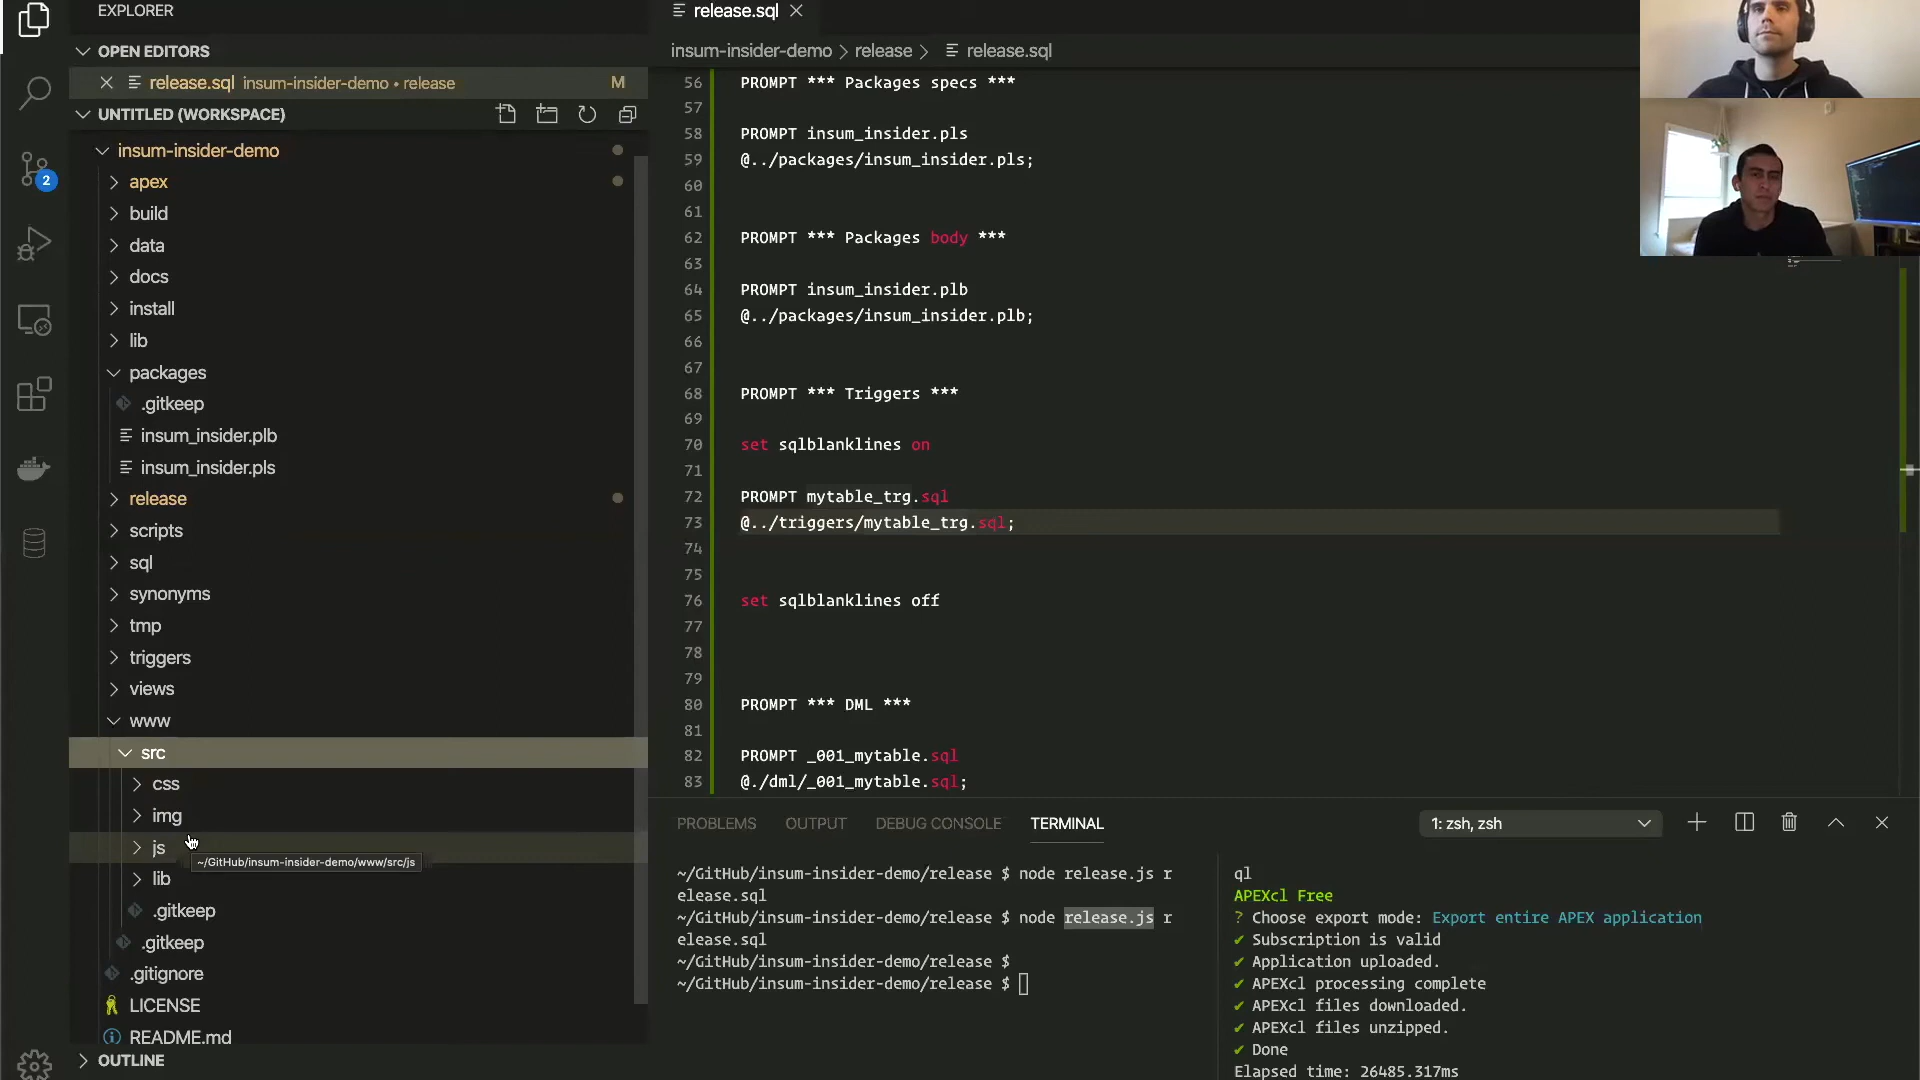 EXPLORER
OPEN EDITORS
release.sql insum-insider-demo • release M
UNTITLED (WORKSPACE)
insum-insider-demo
apex
build
data
docs
install
lib
packages
.gitkeep
insum_insider.plb
insum_insider.pls
release
scripts
sql
synonyms
tmp
triggers
views
www
src
css
img
js
~/GitHub/insum-insider-demo/www/src/js
lib
.gitkeep
.gitkeep
.gitignore
LICENSE
README.md
OUTLINE
2
release.sql
insum-insider-demo > release > release.sql
56 PROMPT *** Packages specs ***
57
58 PROMPT insum_insider.pls
59 @../packages/insum_insider.pls;
60
61
62 PROMPT *** Packages body ***
63
64 PROMPT insum_insider.plb
65 @../packages/insum_insider.plb;
66
67
68 PROMPT *** Triggers ***
69
70 set sqlblanklines on
71
72 PROMPT mytable_trg.sql
73 @../triggers/mytable_trg.sql;
74
75
76 set sqlblanklines off
77
78
79
80 PROMPT *** DML ***
81
82 PROMPT _001_mytable.sql
83 @./dml/_001_mytable.sql;
PROBLEMS OUTPUT DEBUG CONSOLE TERMINAL 1: zsh, zsh
~/GitHub/insum-insider-demo/release $ node release.js r
elease.sql
~/GitHub/insum-insider-demo/release $ node release.js r
elease.sql
~/GitHub/insum-insider-demo/release $
~/GitHub/insum-insider-demo/release $
ql
APEXcl Free
? Choose export mode: Export entire APEX application
✔ Subscription is valid
✔ Application uploaded.
✔ APEXcl processing complete
✔ APEXcl files downloaded.
✔ APEXcl files unzipped.
✔ Done
Elapsed time: 26485.317ms